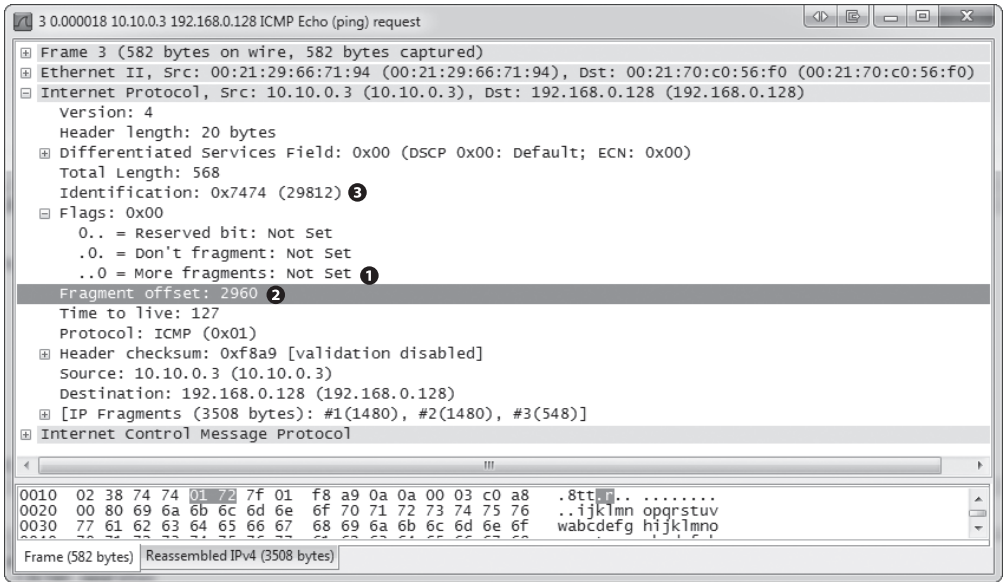 3 0.000018 10.10.0.3 192.168.0.128 ICMP Echo (ping) request
Frame 3 (582 bytes on wire, 582 bytes captured)
Ethernet II, Src: 00:21:29:66:71:94 (00:21:29:66:71:94), Dst: 00:21:70:c0:56:f0 (00:21:70:c0:56:f0)
Internet Protocol, Src: 10.10.0.3 (10.10.0.3), Dst: 192.168.0.128 (192.168.0.128)
Version: 4
Header length: 20 bytes
Differentiated Services Field: 0x00 (DSCP 0x00: Default; ECN: 0x00)
Total Length: 568
Identification: 0x7474 (29812) ❸
Flags: 0x00
0.. = Reserved bit: Not Set
.0. = Don't fragment: Not Set
..0 = More fragments: Not Set ❶
Fragment offset: 2960 ❷
Time to live: 127
Protocol: ICMP (0x01)
Header checksum: 0xf8a9 [validation disabled]
Source: 10.10.0.3 (10.10.0.3)
Destination: 192.168.0.128 (192.168.0.128)
[IP Fragments (3508 bytes): #1(1480), #2(1480), #3(548)]
Internet Control Message Protocol
0010 02 38 74 74 01 72 7f 01 f8 a9 0a 0a 00 03 c0 a8 .8tt.r.. ........
0020 00 80 69 6a 6b 6c 6d 6e 6f 70 71 72 73 74 75 76 ..ijklmn opqrstuv
0030 77 61 62 63 64 65 66 67 68 69 6a 6b 6c 6d 6e 6f wabcdefg hijklmno
Frame (582 bytes) Reassembled IPv4 (3508 bytes)